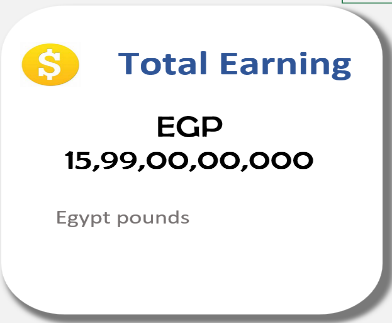 $
Total Earning
EGP
15,99,00,00,000
Egypt pounds